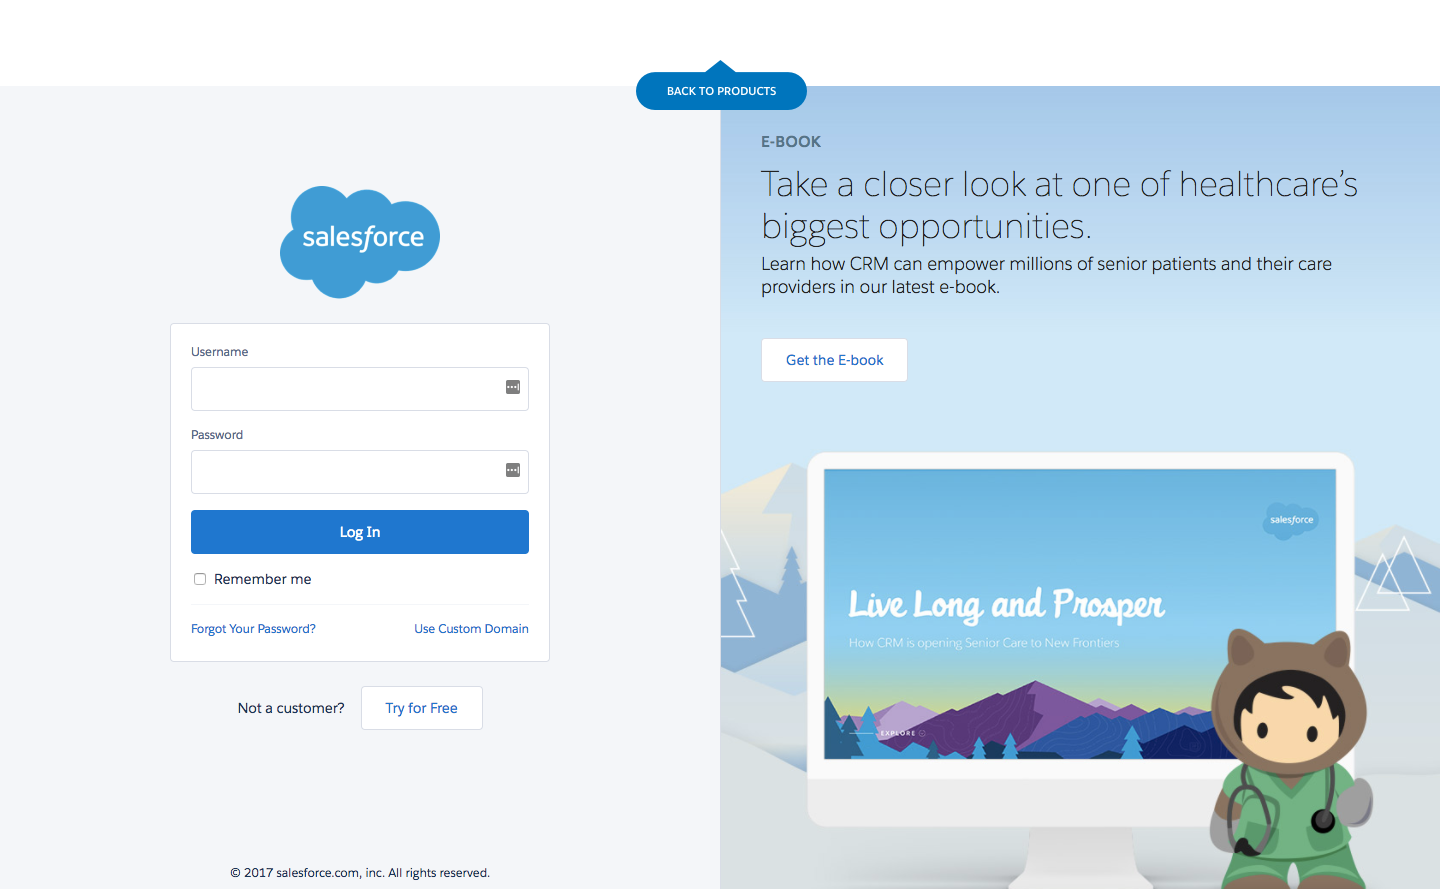 BACK TO PRODUCTS
salesforce
Username
Password
Log In
Remember me
Forgot Your Password?
Use Custom Domain
Not a customer?
Try for Free
© 2017 salesforce.com, inc. All rights reserved.
E-BOOK
Take a closer look at one of healthcare’s
biggest opportunities.
Learn how CRM can empower millions of senior patients and their care
providers in our latest e-book.
Get the E-book
salesforce
Live Long and Prosper
How CRM is opening Senior Care to New Frontiers
EXPLORE